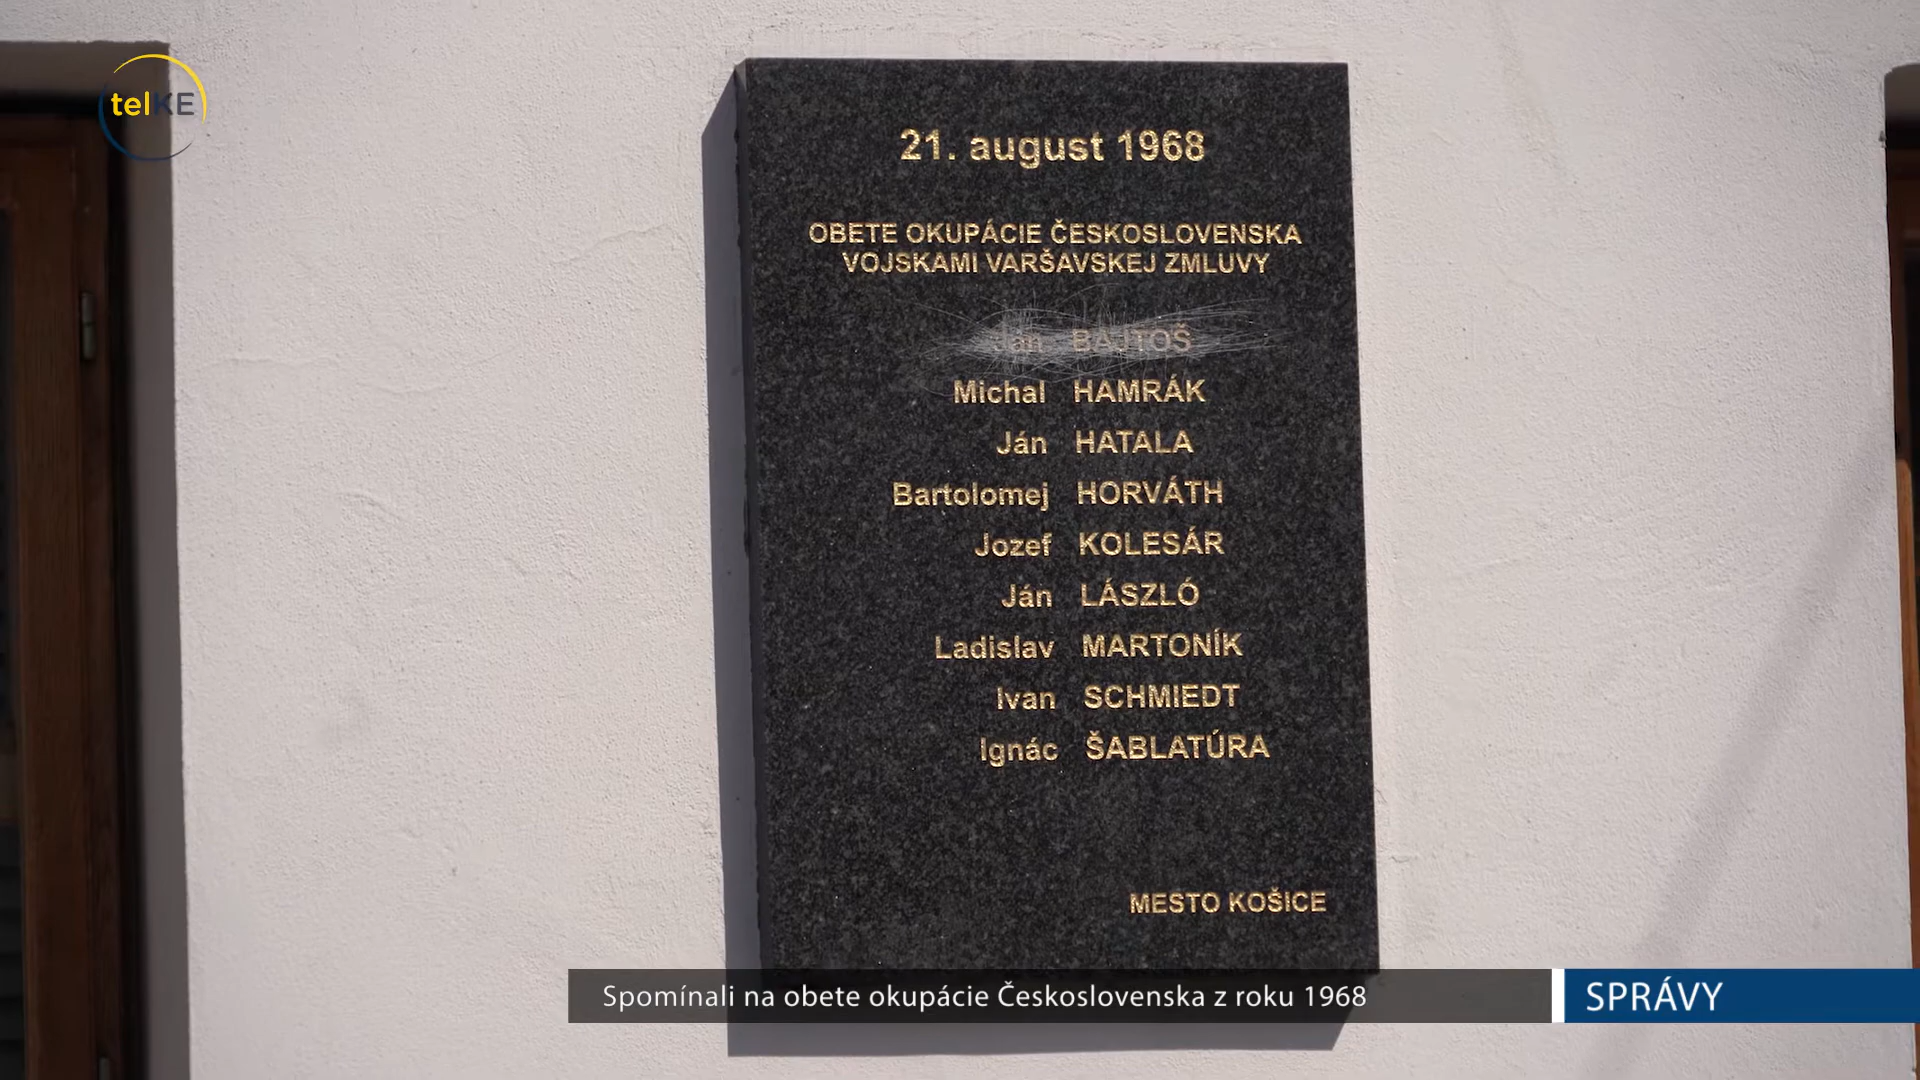 telKE
21. august 1968
OBETE OKUPÁCIE ČESKOSLOVENSKA
VOJSKAMI VARŠAVSKEJ ZMLUVY
Ján BAJTOŠ
Michal HAMRÁK
Ján HATALA
Bartolomej HORVÁTH
Jozef KOLESÁR
Ján LÁSZLÓ
Ladislav MARTONÍK
Ivan SCHMIEDT
Ignác ŠABLATÚRA
MESTO KOŠICE
Spomínali na obete okupácie Československa z roku 1968
SPRÁVY